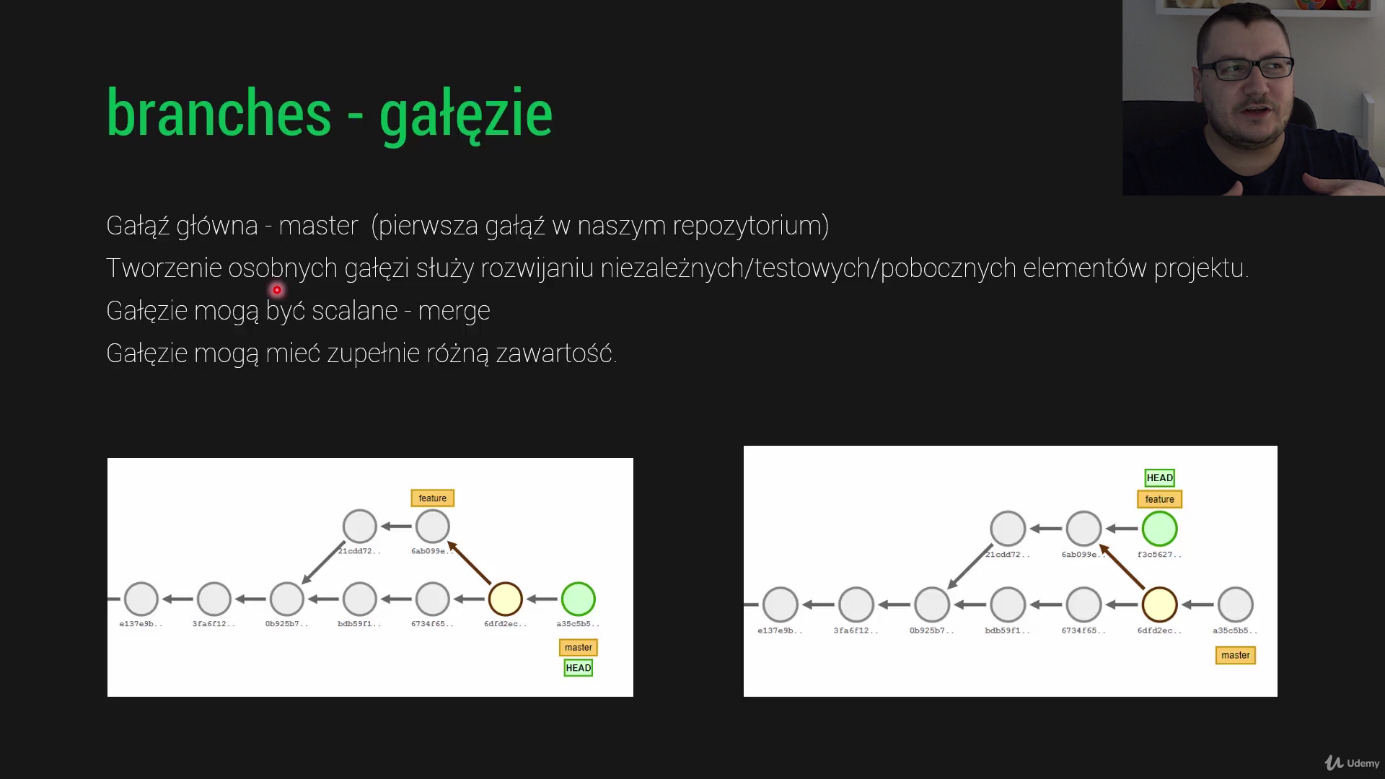 branches - gałęzie
Gałąź główna - master (pierwsza gałąź w naszym repozytorium)
Tworzenie osobnych gałęzi służy rozwijaniu niezależnych/testowych/pobocznych elementów projektu.
Gałęzie mogą być scalane - merge
Gałęzie mogą mieć zupełnie różną zawartość.
feature
21cdd72.. 6ab099e..
e137e9b.. 3fa6f12.. 0b925b7.. bdb59f1.. 6734f65.. 6dfd2ec.. a35c5b5..
master
HEAD
HEAD
feature
21cdd72.. 6ab099e.. f3c5627..
e137e9b.. 3fa6f12.. 0b925b7.. bdb59f1.. 6734f65.. 6dfd2ec.. a35c5b5..
master
Udemy